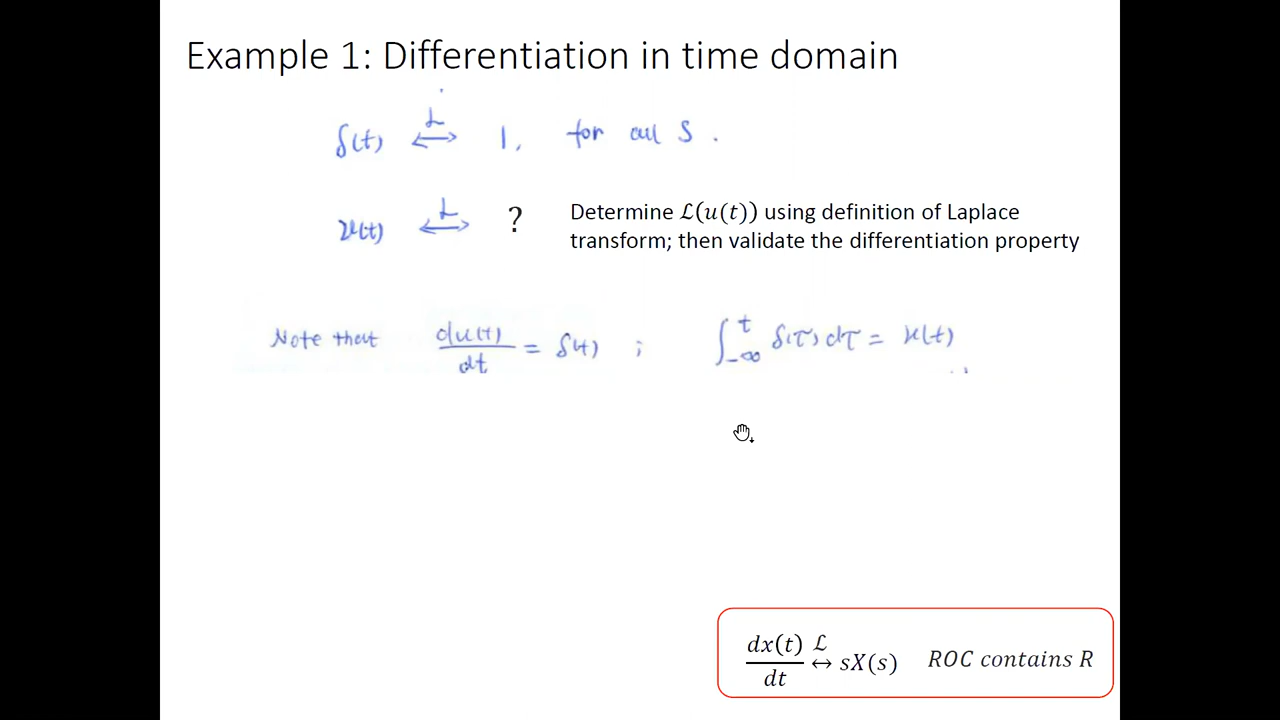 Example 1: Differentiation in time domain
δ(t) ℒ ⟷ 1, for all S.
u(t) ℒ ⟷ ? Determine ℒ(u(t)) using definition of Laplace
transform; then validate the differentiation property
Note that du(t)/dt = δ(t) ; ∫_{-∞}^{t} δ(τ)dτ = u(t)
dx(t)/dt ℒ ↔ sX(s) ROC contains R